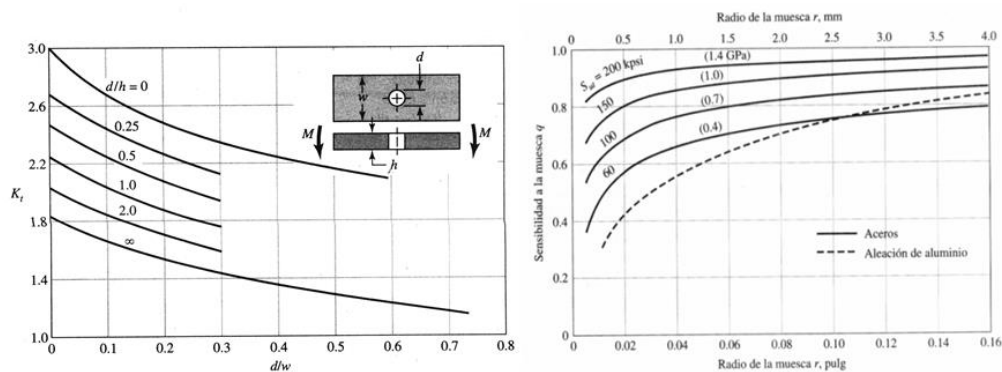 3.0
2.6
2.2
K_t
1.8
1.4
1.0
0
0.1
0.2
0.3
0.4
0.5
0.6
0.7
0.8
d/w
d/h = 0
0.25
0.5
1.0
2.0
∞
w
d
M
M
h
Radio de la muesca r, mm
0 0.5 1.0 1.5 2.0 2.5 3.0 3.5 4.0
1.0
0.8
0.6
0.4
0.2
0
Sensibilidad a la muesca q
S_ut = 200 kpsi
(1.4 GPa)
150
(1.0)
100
(0.7)
60
(0.4)
Aceros
Aleación de aluminio
0 0.02 0.04 0.06 0.08 0.10 0.12 0.14 0.16
Radio de la muesca r, pulg